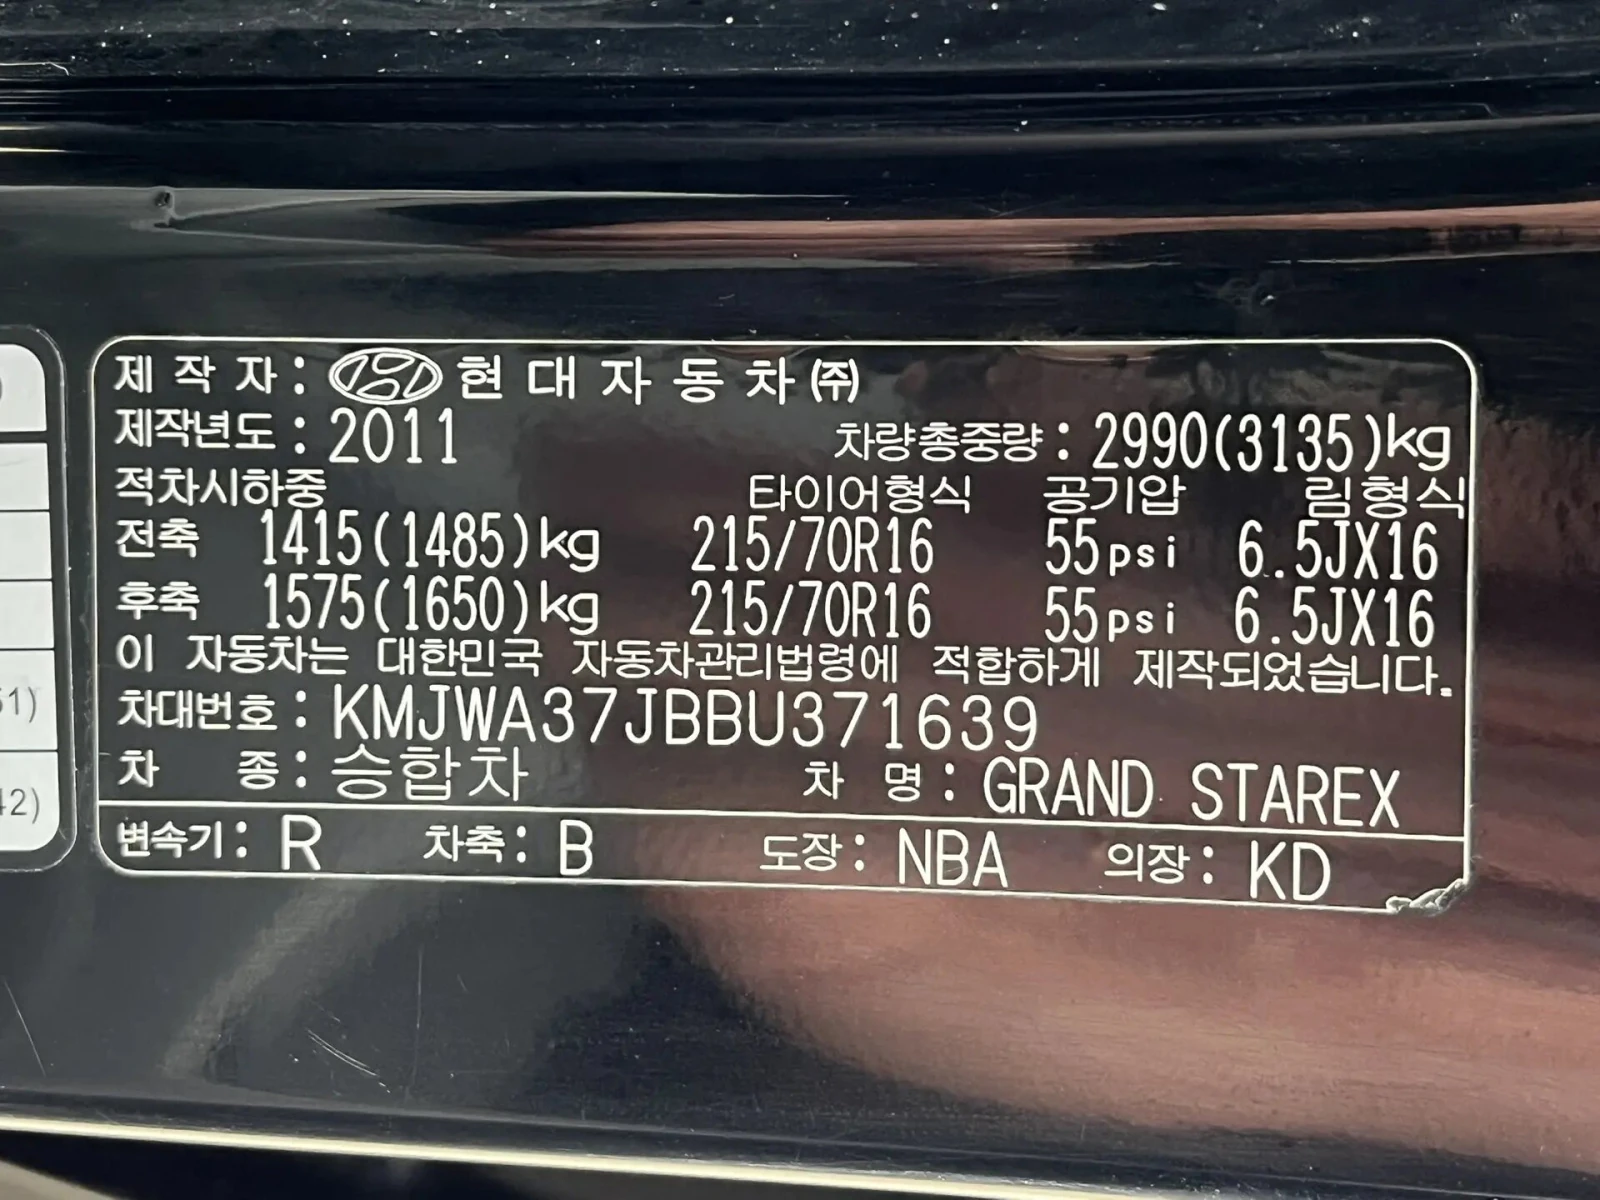 제 작 자 : 현 대 자 동 차 ㈜
제작년도 : 2011 차량총중량 : 2990(3135)kg
적차시하중 타이어형식 공기압 림형식
전축 1415(1485)kg 215/70R16 55psi 6.5JX16
후축 1575(1650)kg 215/70R16 55psi 6.5JX16
이 자동차는 대한민국 자동차관리법령에 적합하게 제작되었습니다.
차대번호 : KMJWA37JBBU371639
차 종 : 승합차 차 명 : GRAND STAREX
변속기 : R 차축 : B 도장 : NBA 의장 : KD
51)
42)